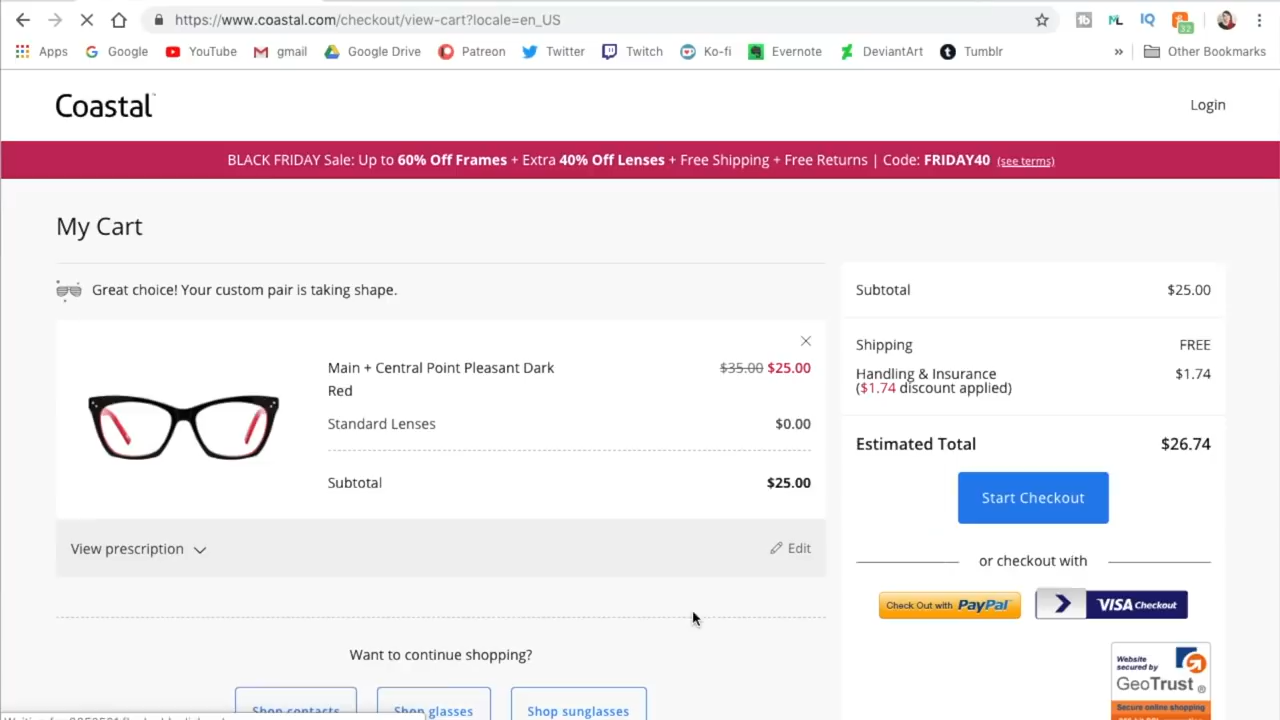 https://www.coastal.com/checkout/view-cart?locale=en_US
32
Apps Google YouTube gmail Google Drive Patreon Twitter Twitch Ko-fi Evernote DeviantArt Tumblr » Other Bookmarks
Coastal
Login
BLACK FRIDAY Sale: Up to 60% Off Frames + Extra 40% Off Lenses + Free Shipping + Free Returns | Code: FRIDAY40 (see terms)
My Cart
Great choice! Your custom pair is taking shape.
Main + Central Point Pleasant Dark
Red
$35.00 $25.00
Standard Lenses $0.00
Subtotal $25.00
View prescription Edit
Want to continue shopping?
Shop contacts Shop glasses Shop sunglasses
Subtotal $25.00
Shipping FREE
Handling & Insurance $1.74
($1.74 discount applied)
Estimated Total $26.74
Start Checkout
or checkout with
Check Out with PayPal VISA Checkout
Website
secured by
GeoTrust ®
Secure online shopping